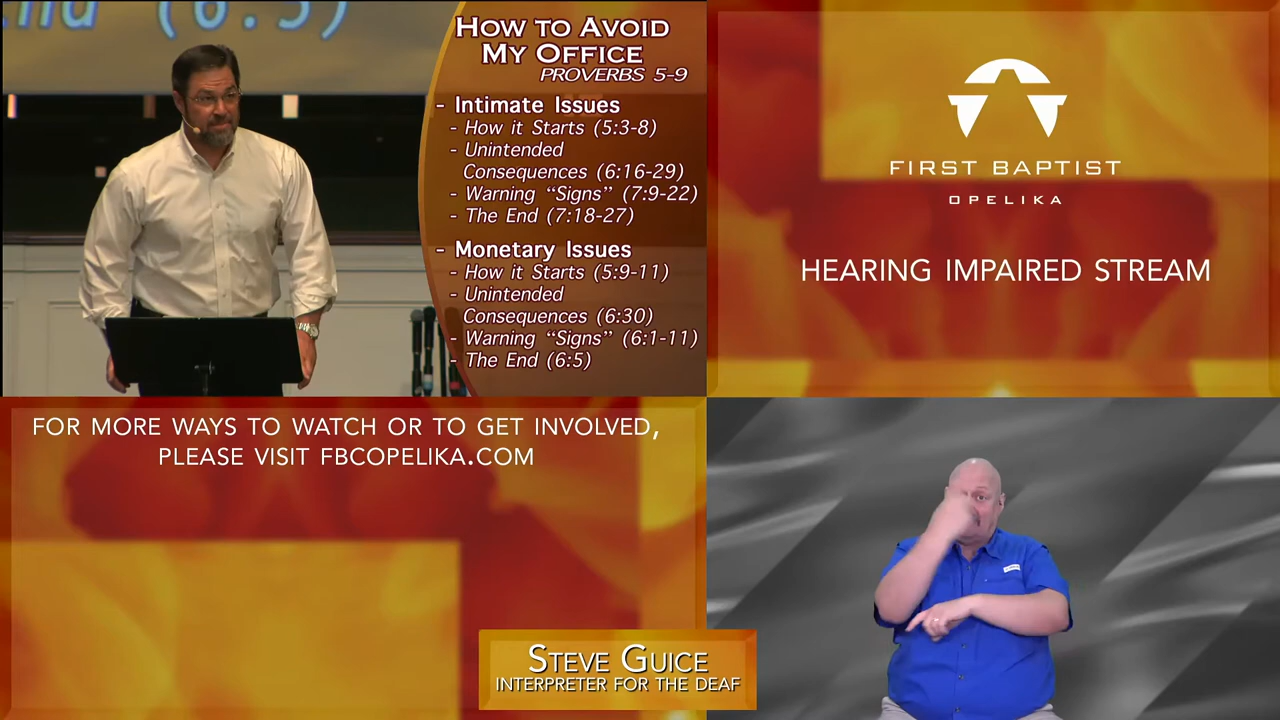 End (6:5)
HOW TO AVOID
MY OFFICE
PROVERBS 5-9
- Intimate Issues
- How it Starts (5:3-8)
- Unintended
Consequences (6:16-29)
- Warning “Signs” (7:9-22)
- The End (7:18-27)
- Monetary Issues
- How it Starts (5:9-11)
- Unintended
Consequences (6:30)
- Warning “Signs” (6:1-11)
- The End (6:5)
FIRST BAPTIST
OPELIKA
HEARING IMPAIRED STREAM
FOR MORE WAYS TO WATCH OR TO GET INVOLVED,
PLEASE VISIT FBCOPELIKA.COM
STEVE GUICE
INTERPRETER FOR THE DEAF